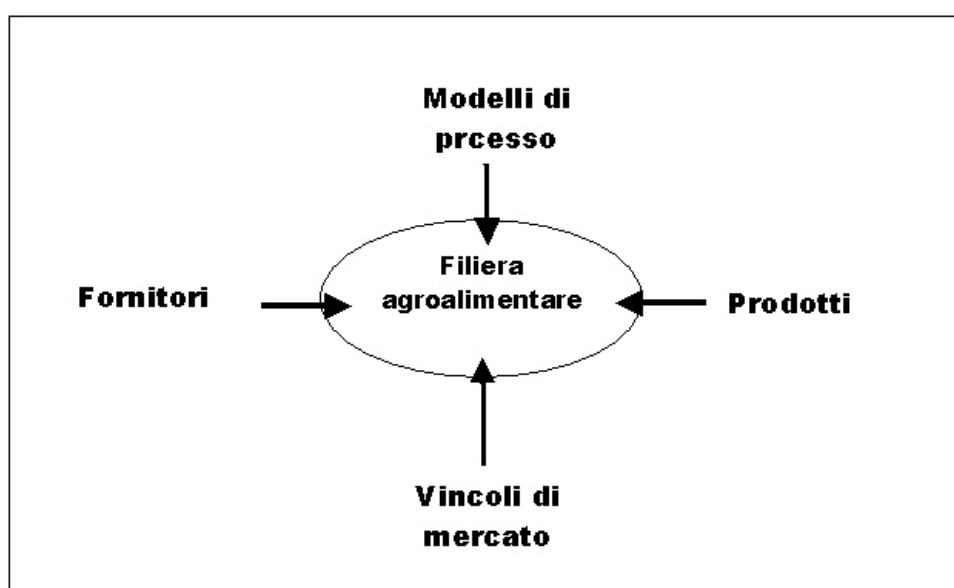 Modelli di
prcesso
Filiera
agroalimentare
Fornitori
Prodotti
Vincoli di
mercato